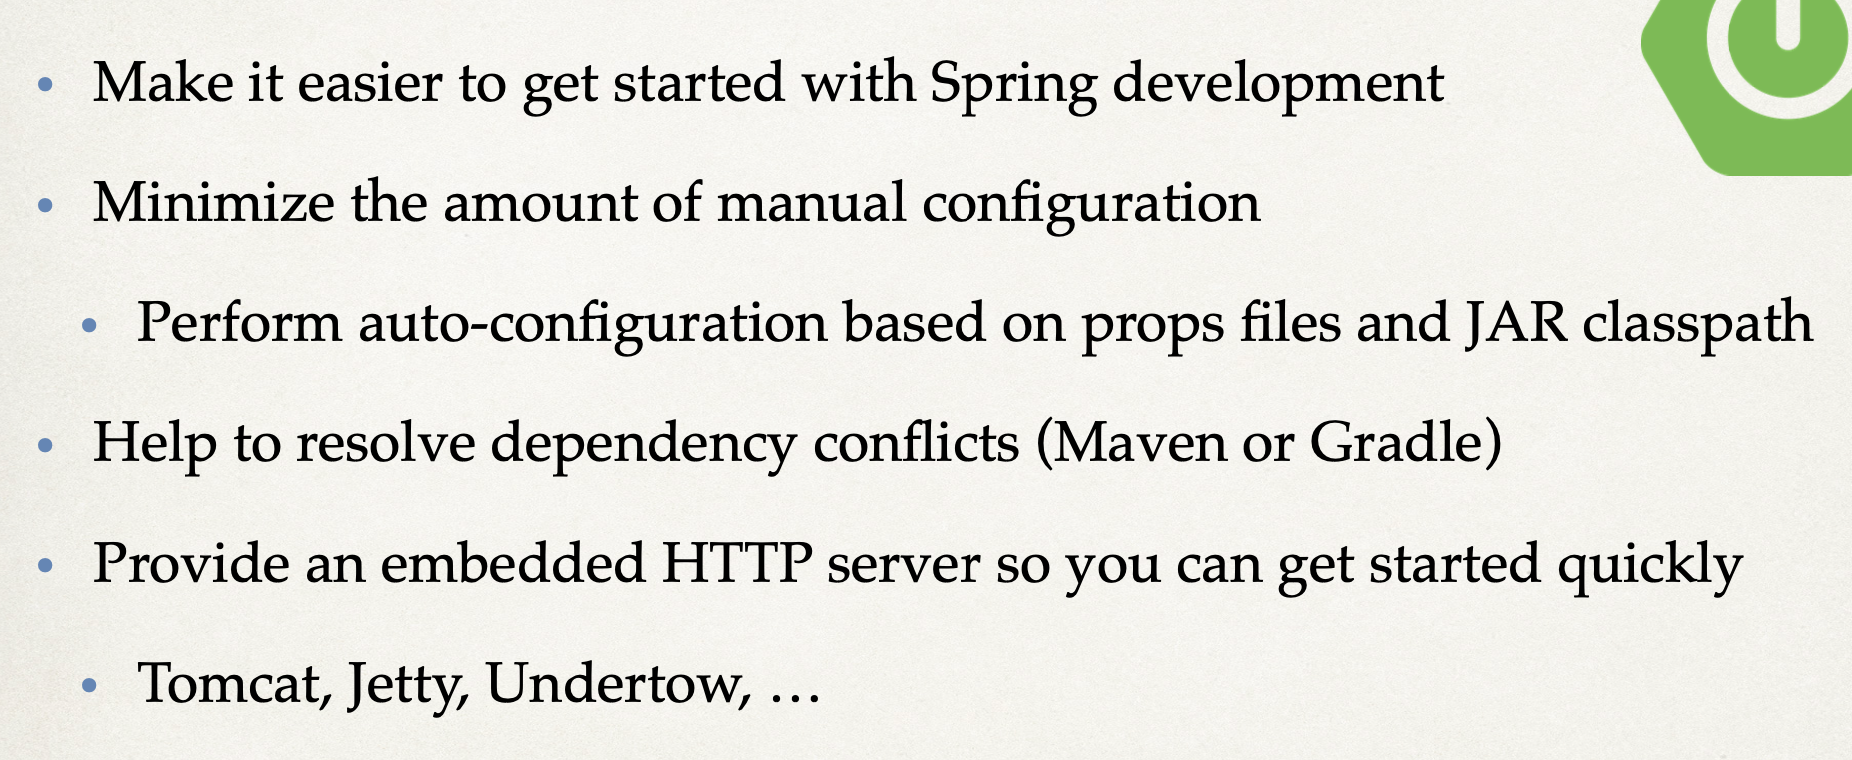 Make it easier to get started with Spring development
Minimize the amount of manual configuration
Perform auto-configuration based on props files and JAR classpath
Help to resolve dependency conflicts (Maven or Gradle)
Provide an embedded HTTP server so you can get started quickly
Tomcat, Jetty, Undertow, …